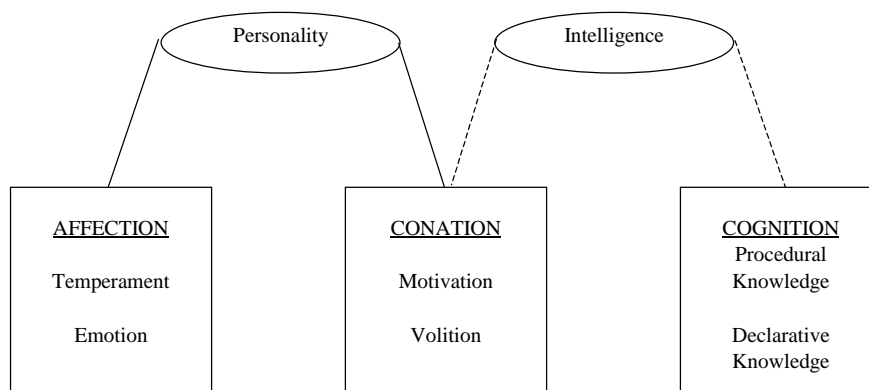 Personality
Intelligence
AFFECTION
Temperament
Emotion
CONATION
Motivation
Volition
COGNITION
Procedural
Knowledge
Declarative
Knowledge